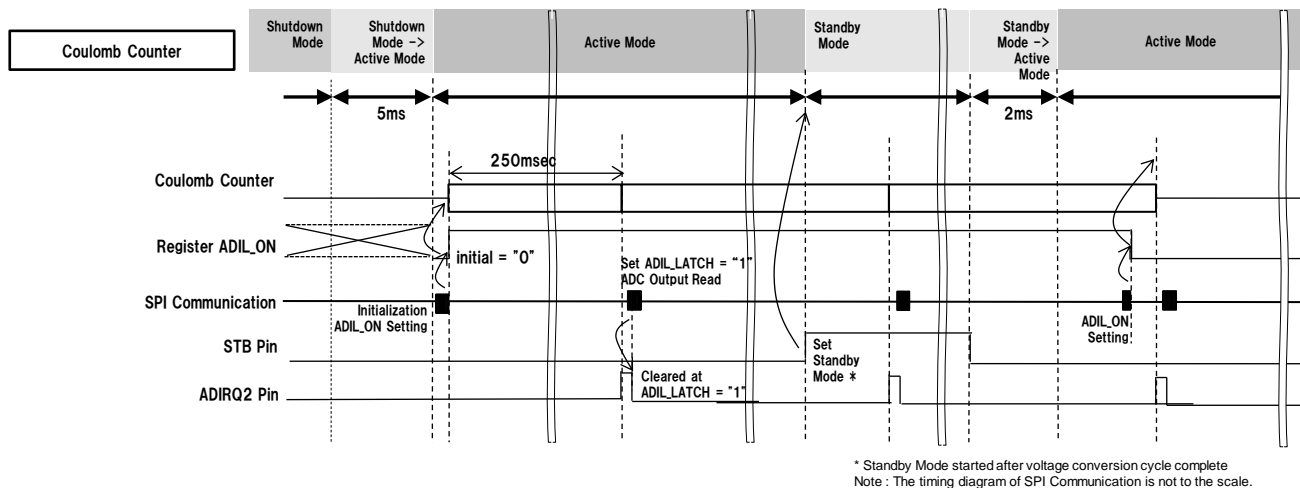 Coulomb Counter
Shutdown
Mode
Shutdown
Mode ->
Active Mode
Active Mode
Standby
Mode
Standby
Mode ->
Active
Mode
Active Mode
5ms
2ms
250msec
Coulomb Counter
Register ADIL_ON
initial = "0"
Set ADIL_LATCH = “1”
ADC Output Read
SPI Communication
Initialization
ADIL_ON Setting
ADIL_ON
Setting
STB Pin
Set
Standby
Mode *
Cleared at
ADIL_LATCH = "1"
ADIRQ2 Pin
* Standby Mode started after voltage conversion cycle complete
Note : The timing diagram of SPI Communication is not to the scale.